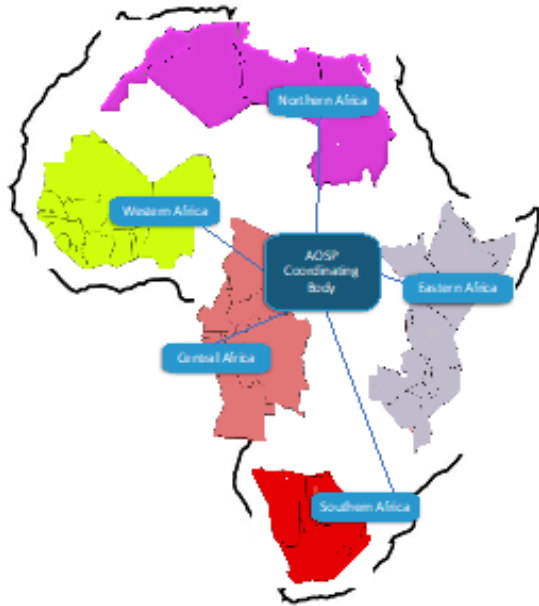 Northern Africa
Western Africa
AOSP
Coordinating
Body
Eastern Africa
Central Africa
Southern Africa